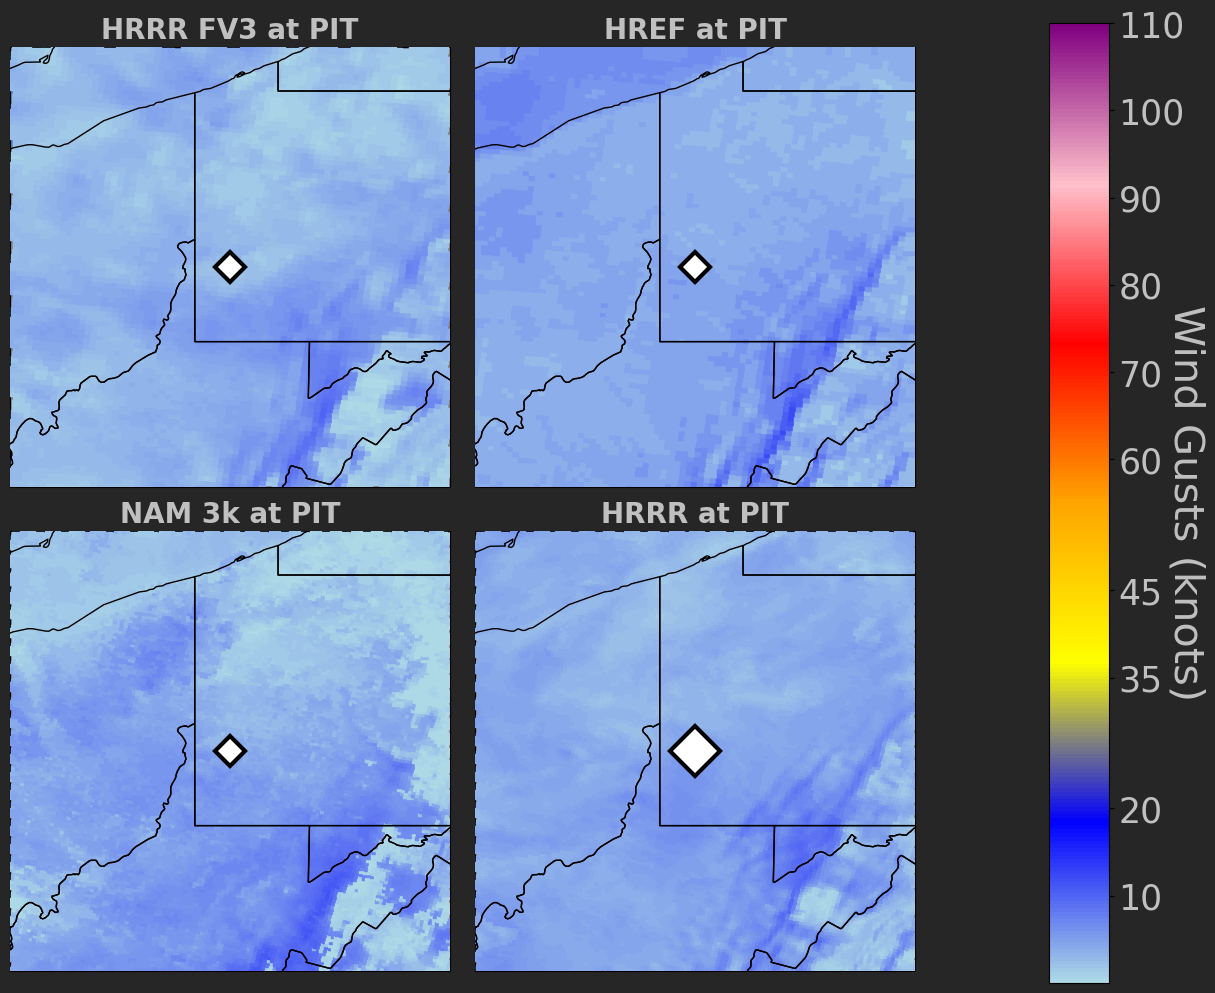 HRRR FV3 at PIT
HREF at PIT
NAM 3k at PIT
HRRR at PIT
110
100
90
80
70
60
45
35
20
10
Wind Gusts (knots)